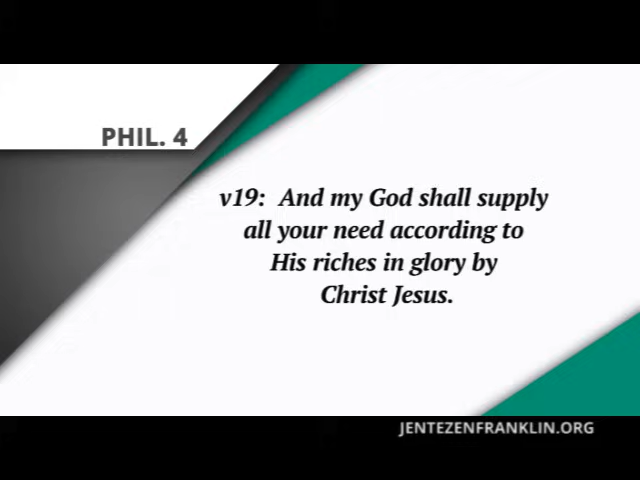 PHIL. 4
v19:  And my God shall supply
all your need according to
His riches in glory by
Christ Jesus.
JENTEZENFRANKLIN.ORG